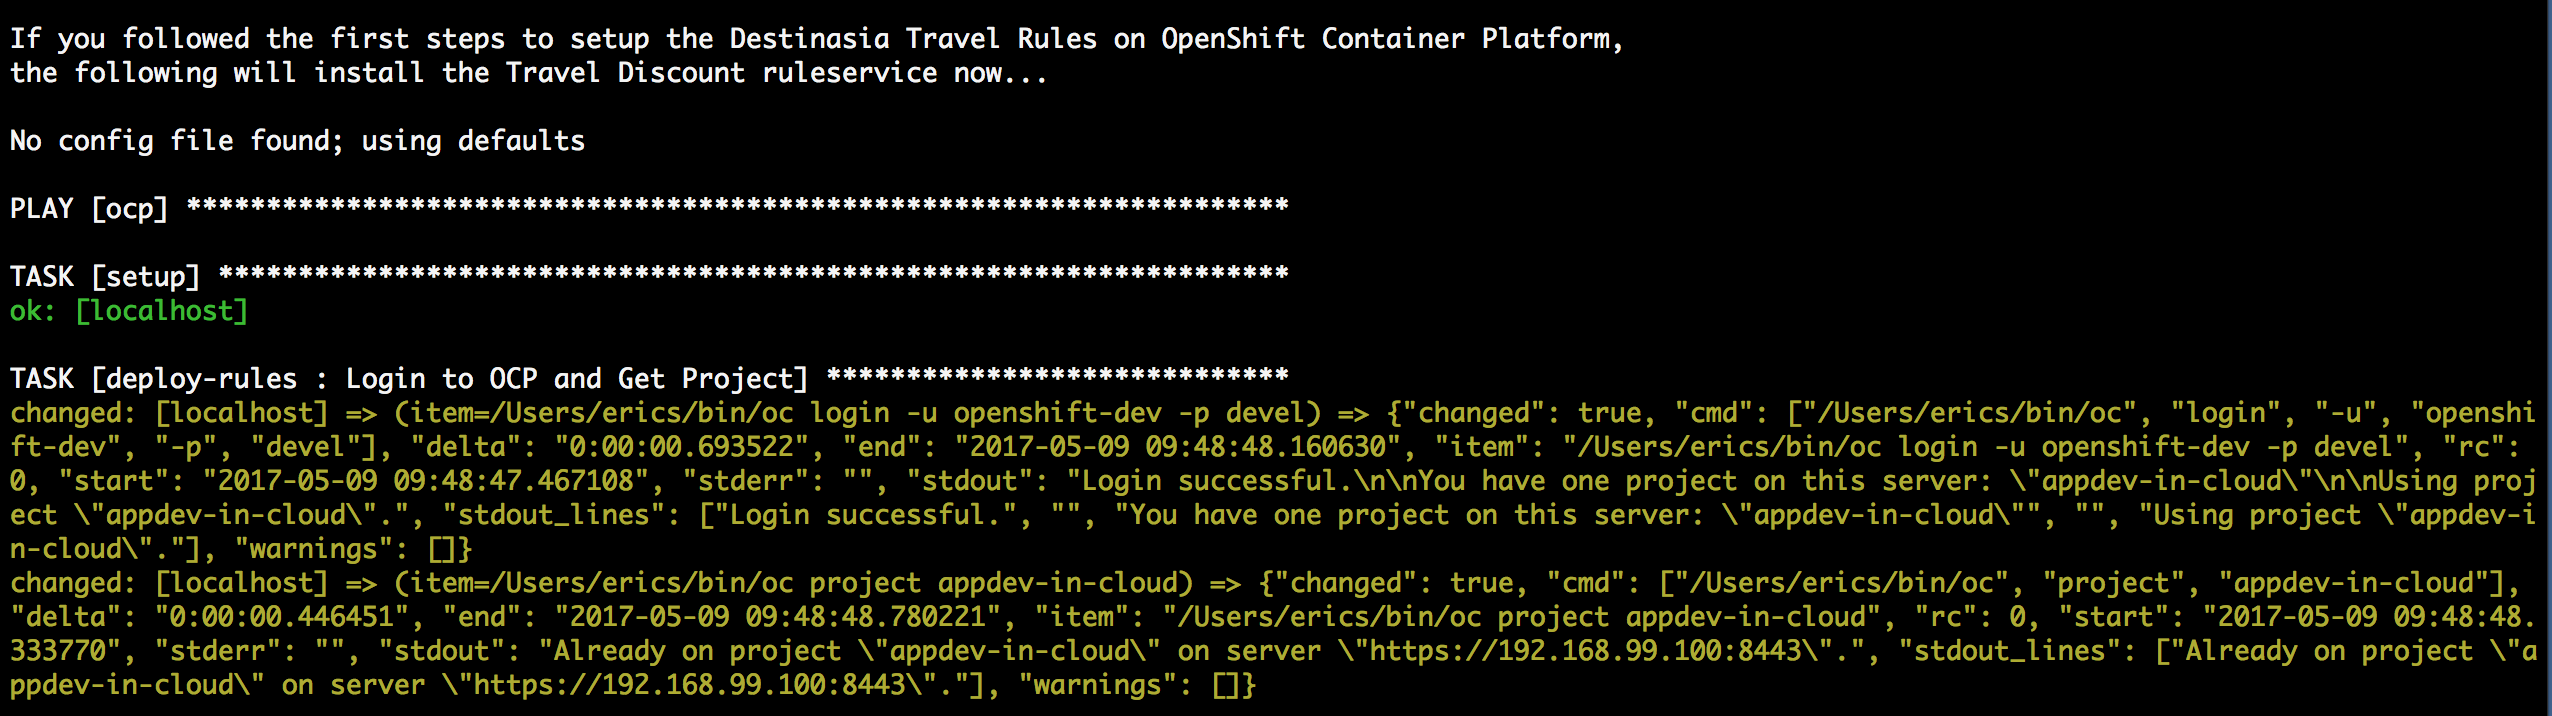 If you followed the first steps to setup the Destinasia Travel Rules on OpenShift Container Platform,
the following will install the Travel Discount ruleservice now...
No config file found; using defaults
PLAY [ocp] *********************************************************************
TASK [setup] *******************************************************************
ok: [localhost]
TASK [deploy-rules : Login to OCP and Get Project] *****************************
changed: [localhost] => (item=/Users/erics/bin/oc login -u openshift-dev -p devel) => {"changed": true, "cmd": ["/Users/erics/bin/oc", "login", "-u", "openshi
ft-dev", "-p", "devel"], "delta": "0:00:00.693522", "end": "2017-05-09 09:48:48.160630", "item": "/Users/erics/bin/oc login -u openshift-dev -p devel", "rc":
0, "start": "2017-05-09 09:48:47.467108", "stderr": "", "stdout": "Login successful.\n\nYou have one project on this server: \"appdev-in-cloud\"\n\nUsing proj
ect \"appdev-in-cloud\".", "stdout_lines": ["Login successful.", "", "You have one project on this server: \"appdev-in-cloud\"", "", "Using project \"appdev-i
n-cloud\"."], "warnings": []}
changed: [localhost] => (item=/Users/erics/bin/oc project appdev-in-cloud) => {"changed": true, "cmd": ["/Users/erics/bin/oc", "project", "appdev-in-cloud"],
"delta": "0:00:00.446451", "end": "2017-05-09 09:48:48.780221", "item": "/Users/erics/bin/oc project appdev-in-cloud", "rc": 0, "start": "2017-05-09 09:48:48.
333770", "stderr": "", "stdout": "Already on project \"appdev-in-cloud\" on server \"https://192.168.99.100:8443\".", "stdout_lines": ["Already on project \"a
ppdev-in-cloud\" on server \"https://192.168.99.100:8443\"."], "warnings": []}